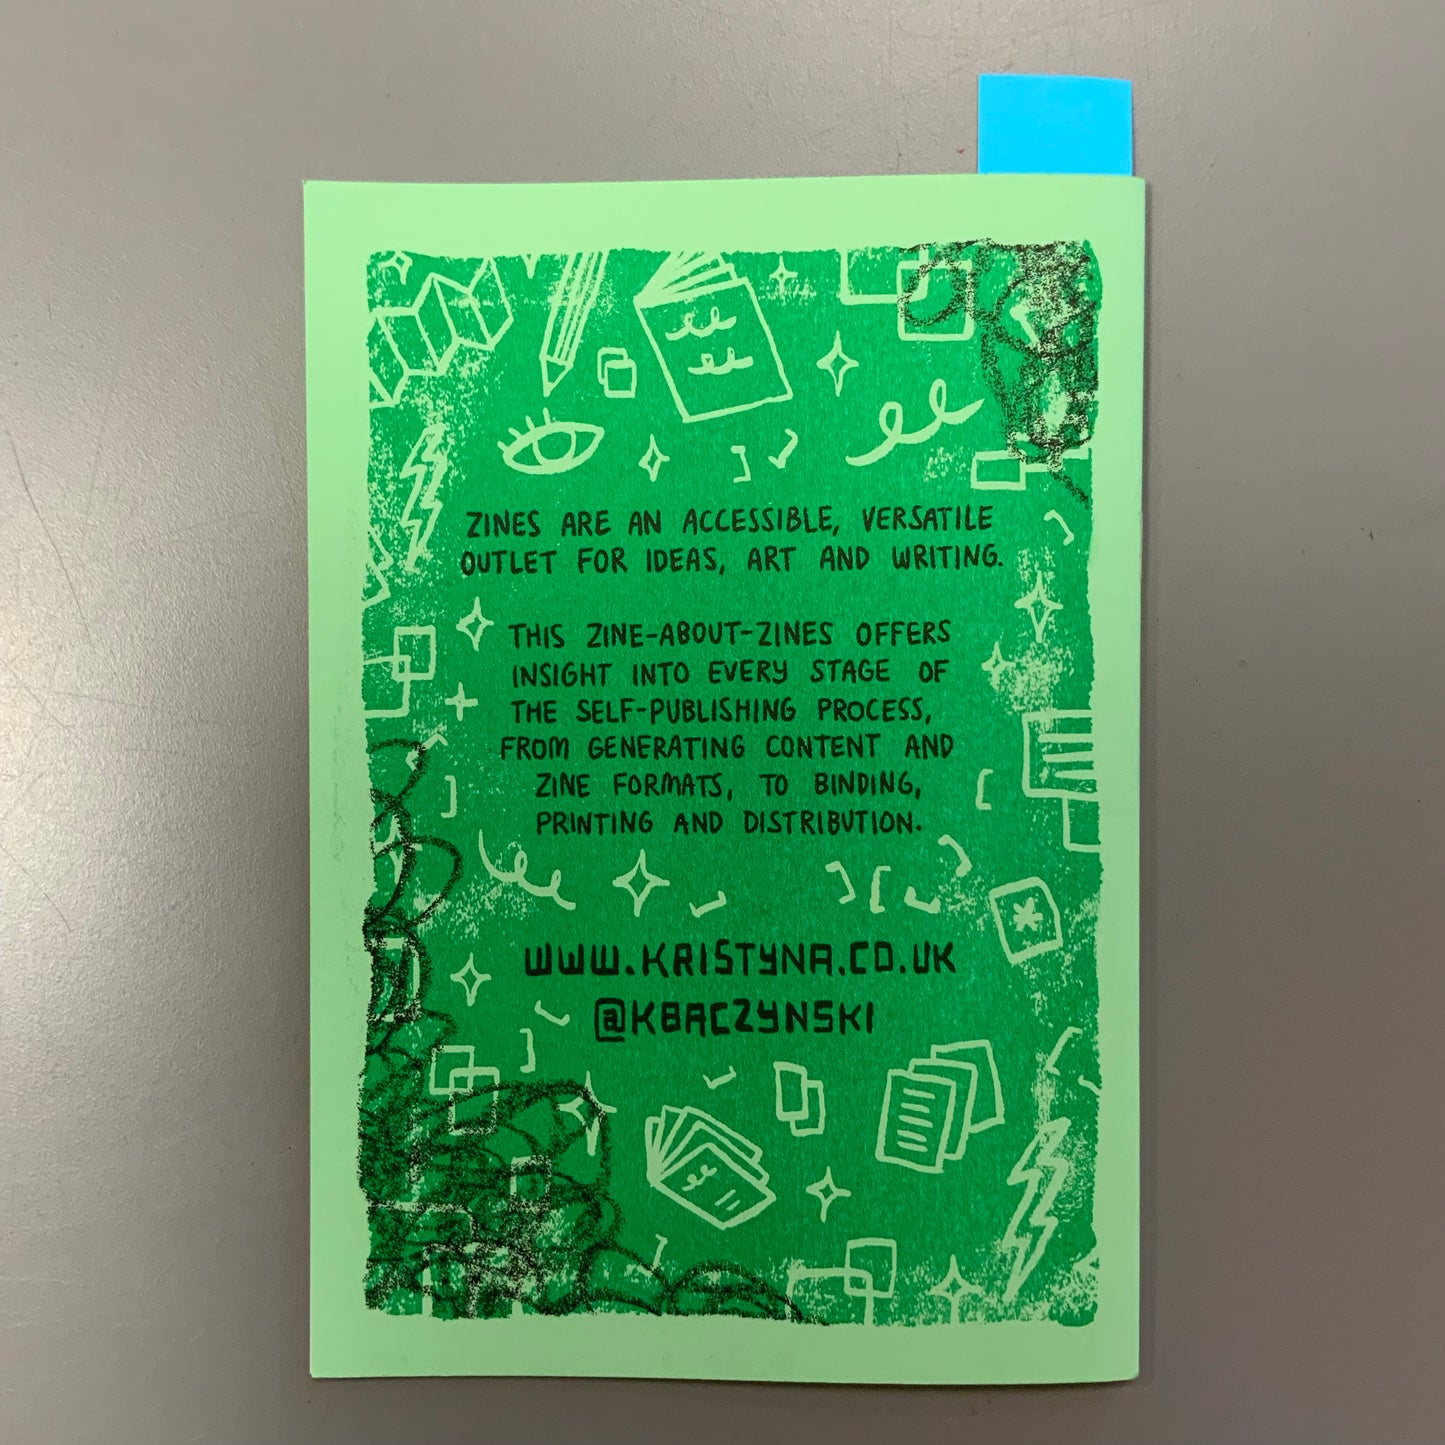 ZINES ARE AN ACCESSIBLE, VERSATILE
OUTLET FOR IDEAS, ART AND WRITING.
THIS ZINE-ABOUT-ZINES OFFERS
INSIGHT INTO EVERY STAGE OF
THE SELF-PUBLISHING PROCESS,
FROM GENERATING CONTENT AND
ZINE FORMATS, TO BINDING,
PRINTING AND DISTRIBUTION.
WWW.KRISTYNA.CO.UK
@KBACZYNSKI